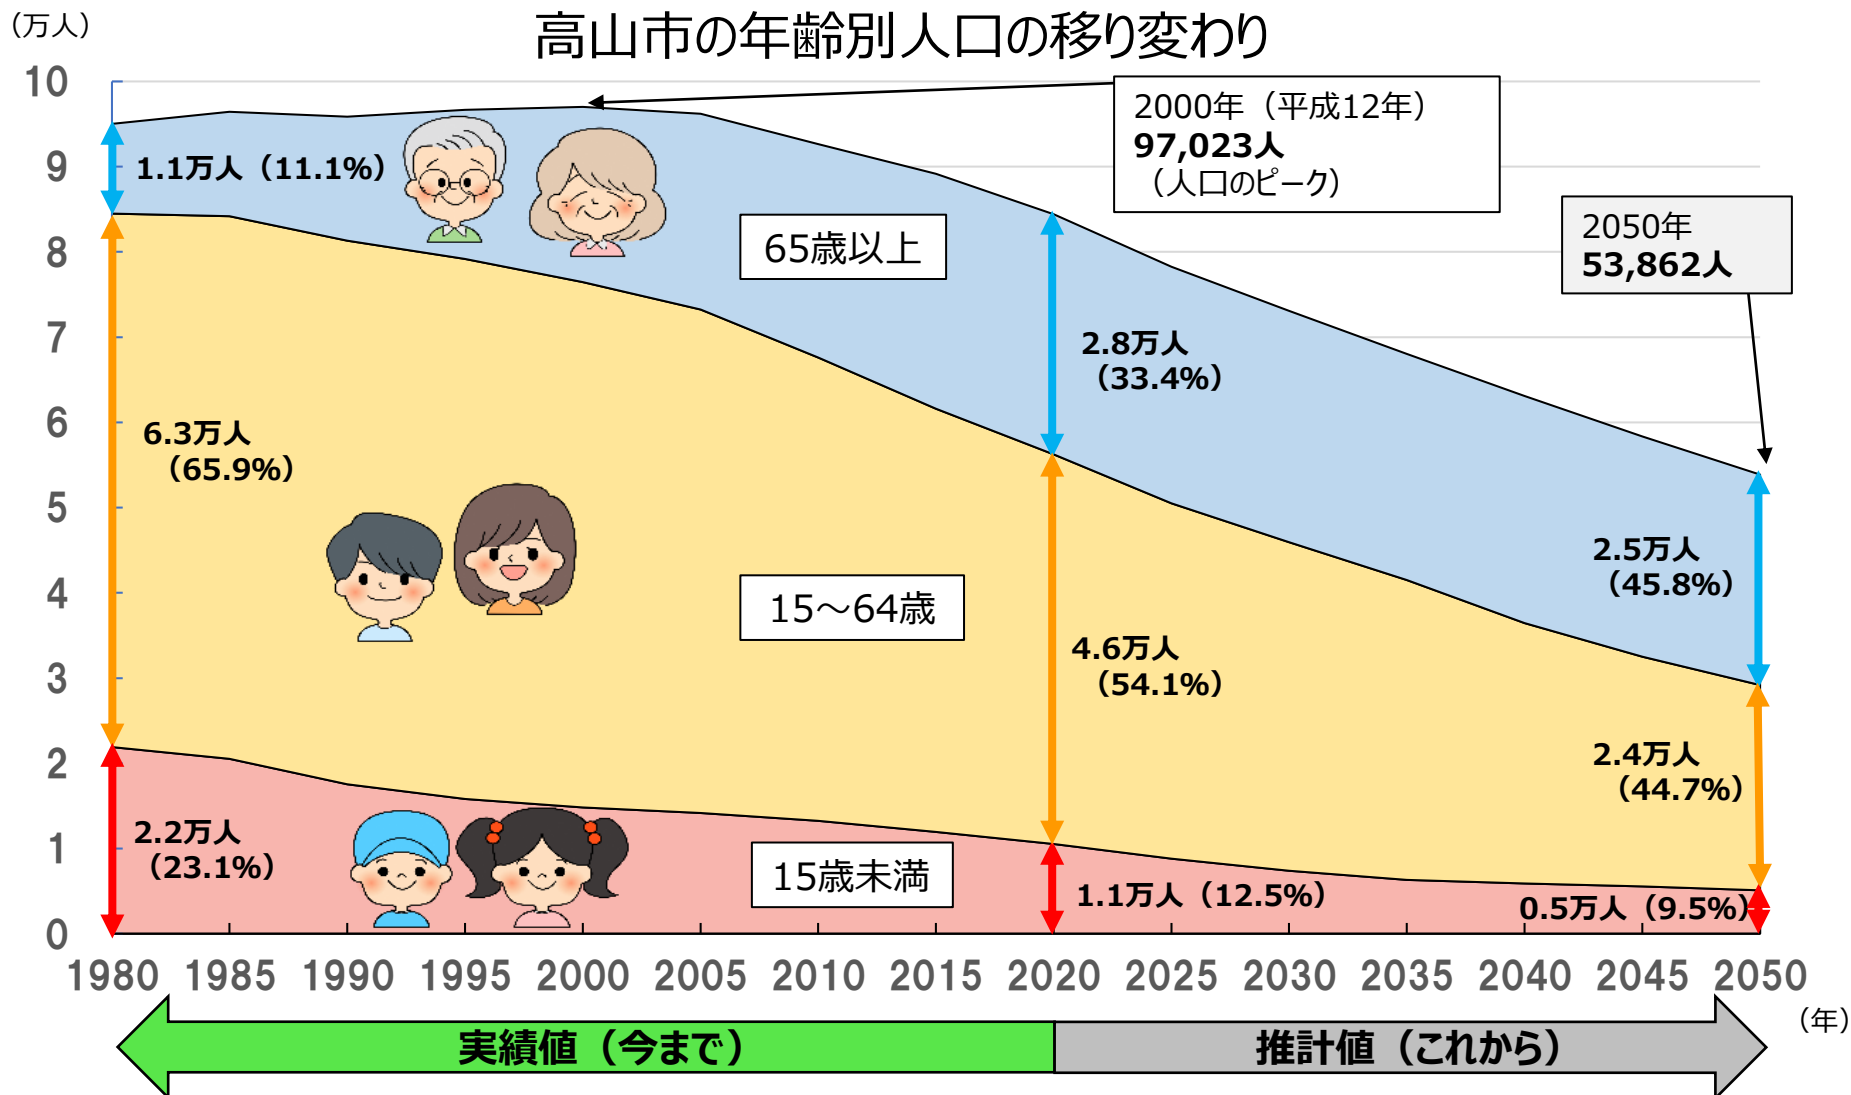 高山市の年齢別人口の移り変わり
(万人)
10
9
8
7
6
5
4
3
2
1
0
2000年(平成12年)
97,023人
(人口のピーク)
2050年
53,862人
1.1万人(11.1%)
65歳以上
2.8万人
(33.4%)
2.5万人
(45.8%)
6.3万人
(65.9%)
15~64歳
4.6万人
(54.1%)
2.4万人
(44.7%)
2.2万人
(23.1%)
15歳未満
1.1万人(12.5%)
0.5万人(9.5%)
1980 1985 1990 1995 2000 2005 2010 2015 2020 2025 2030 2035 2040 2045 2050
(年)
実績値(今まで)
推計値(これから)